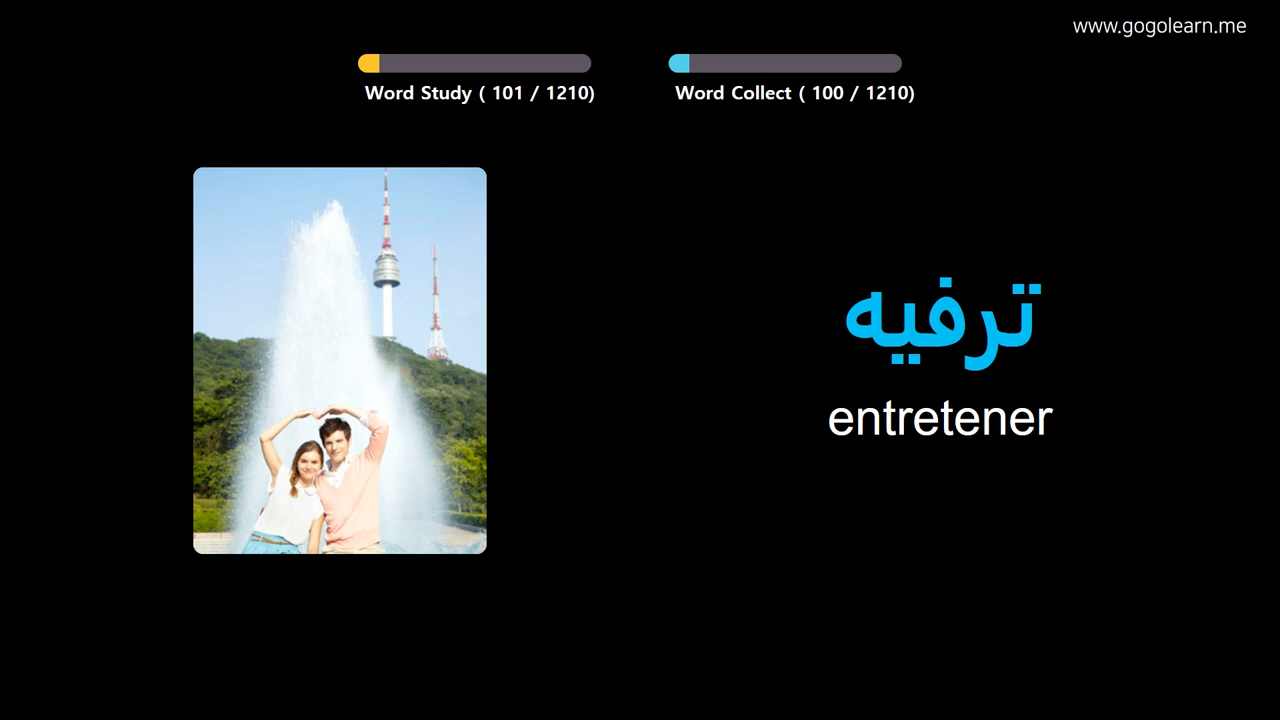 www.gogolearn.me
Word Study ( 101 / 1210)
Word Collect ( 100 / 1210)
ترفيه
entretener